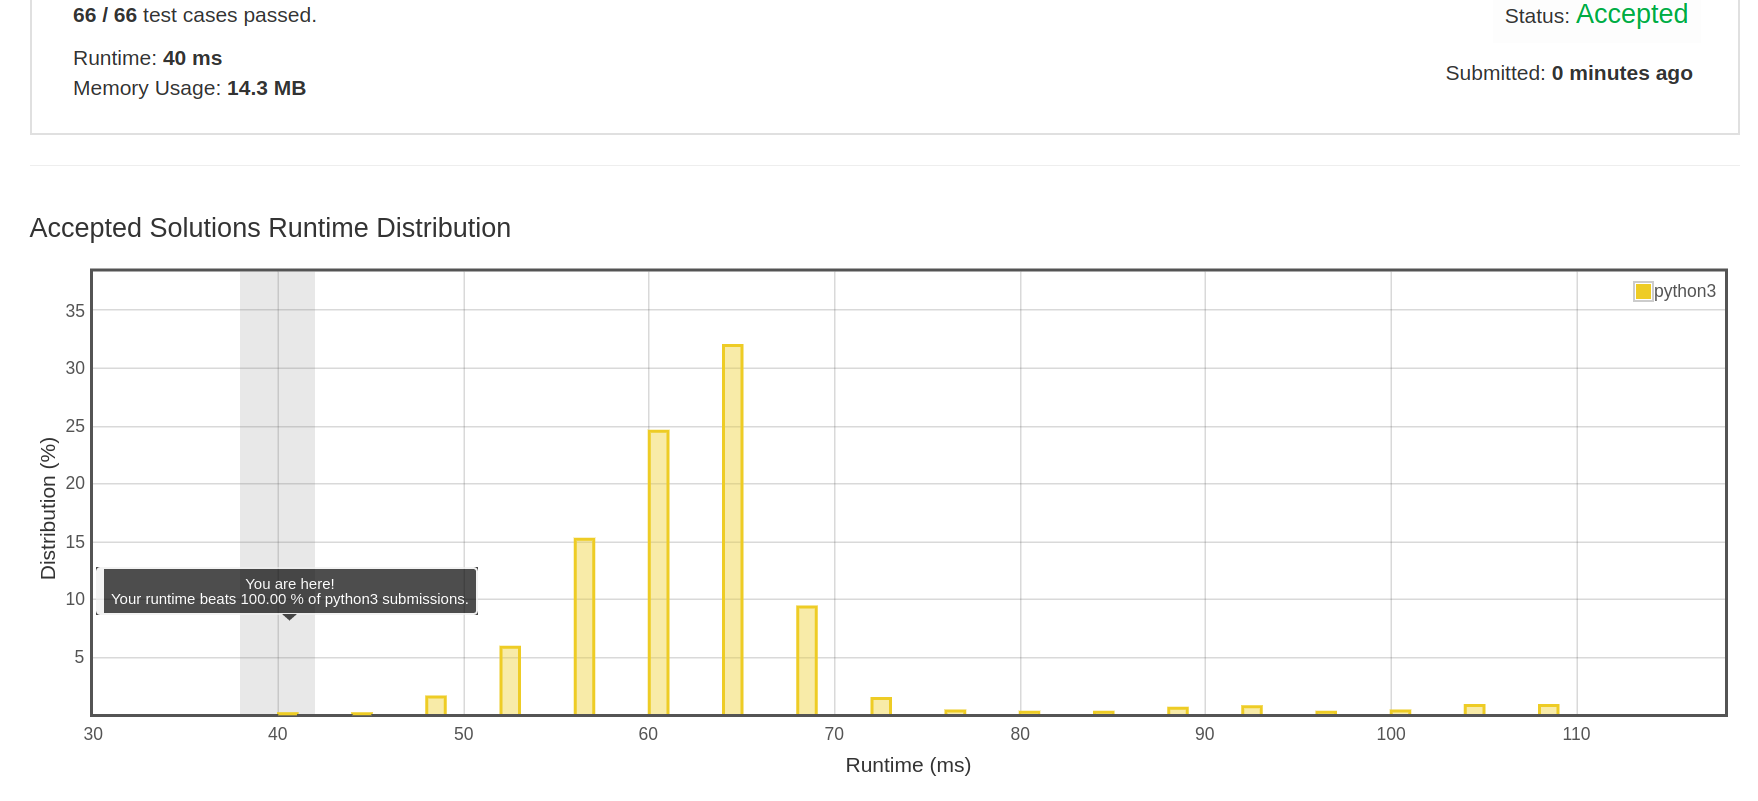 66 / 66 test cases passed.
Status: Accepted
Runtime: 40 ms
Memory Usage: 14.3 MB
Submitted: 0 minutes ago
Accepted Solutions Runtime Distribution
python3
35
30
25
20
15
10
5
Distribution (%)
You are here!
Your runtime beats 100.00 % of python3 submissions.
30 40 50 60 70 80 90 100 110
Runtime (ms)